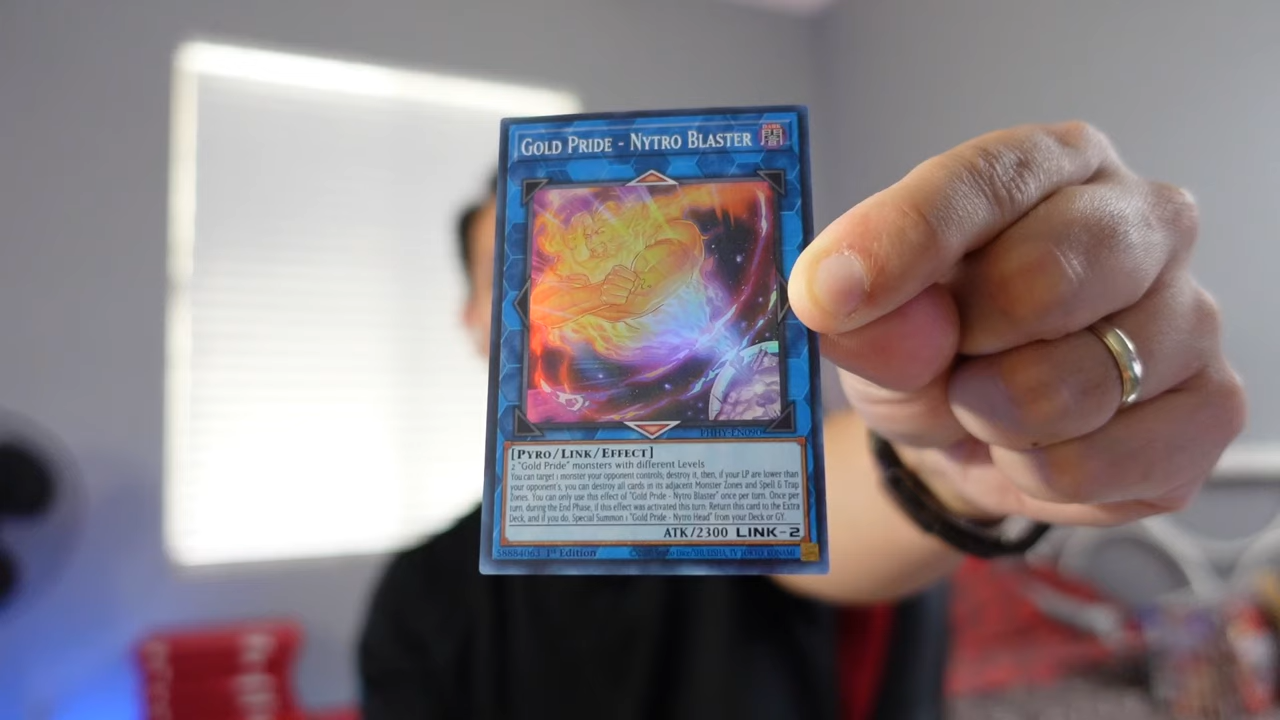 GOLD PRIDE - NYTRO BLASTER
闇
PHHY-EN090
[PYRO/LINK/EFFECT]
2 "Gold Pride" monsters with different Levels
You can target 1 monster your opponent controls; destroy it, then, if your LP are lower than
your opponent's, you can destroy all cards in its adjacent Monster Zones and Spell & Trap
Zones. You can only use this effect of "Gold Pride - Nytro Blaster" once per turn. Once per
turn, during the End Phase, if this effect was activated this turn: Return this card to the Extra
Deck, and if you do, Special Summon 1 "Gold Pride - Nytro Head" from your Deck or GY.
ATK/2300 LINK-2
58884063 1st Edition